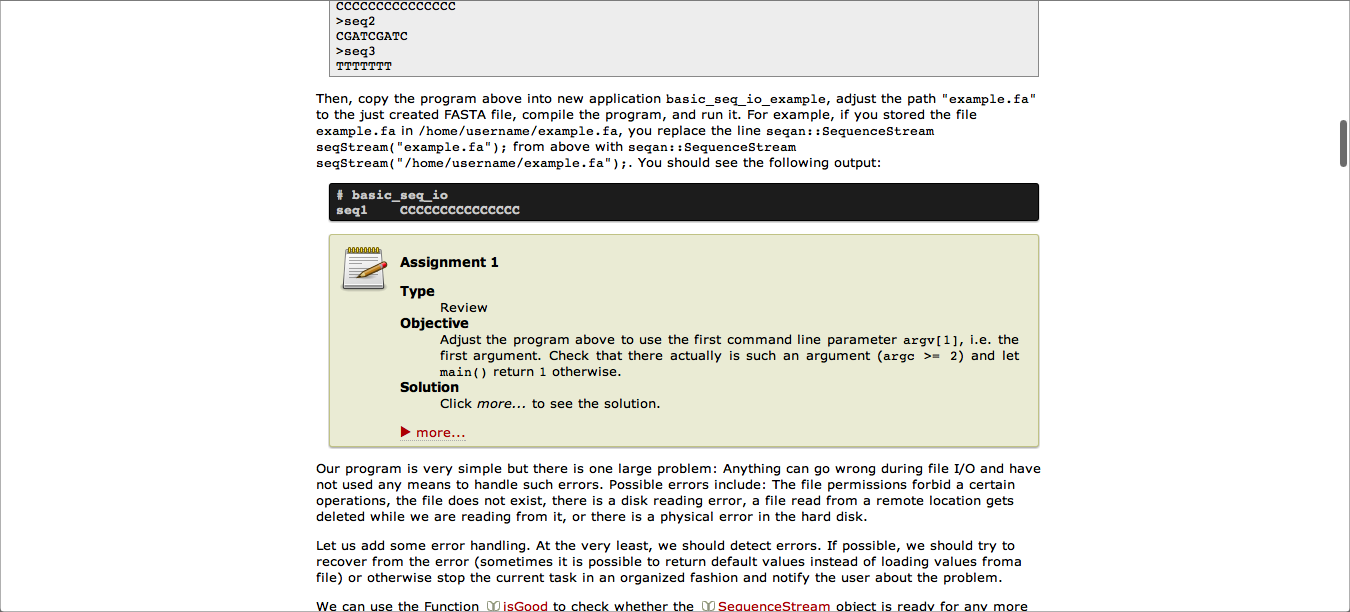 CCCCCCCCCCCCCCC
>seq2
CGATCGATC
>seq3
TTTTTTT
Then, copy the program above into new application basic_seq_io_example, adjust the path "example.fa"
to the just created FASTA file, compile the program, and run it. For example, if you stored the file
example.fa in /home/username/example.fa, you replace the line seqan::SequenceStream
seqStream("example.fa"); from above with seqan::SequenceStream
seqStream("/home/username/example.fa");. You should see the following output:
# basic_seq_io
seq1    CCCCCCCCCCCCCCC
Assignment 1
Type
Review
Objective
Adjust the program above to use the first command line parameter argv[1], i.e. the
first argument. Check that there actually is such an argument (argc >= 2) and let
main() return 1 otherwise.
Solution
Click more... to see the solution.
more...
Our program is very simple but there is one large problem: Anything can go wrong during file I/O and have
not used any means to handle such errors. Possible errors include: The file permissions forbid a certain
operations, the file does not exist, there is a disk reading error, a file read from a remote location gets
deleted while we are reading from it, or there is a physical error in the hard disk.
Let us add some error handling. At the very least, we should detect errors. If possible, we should try to
recover from the error (sometimes it is possible to return default values instead of loading values froma
file) or otherwise stop the current task in an organized fashion and notify the user about the problem.
We can use the Function isGood to check whether the SequenceStream object is ready for any more